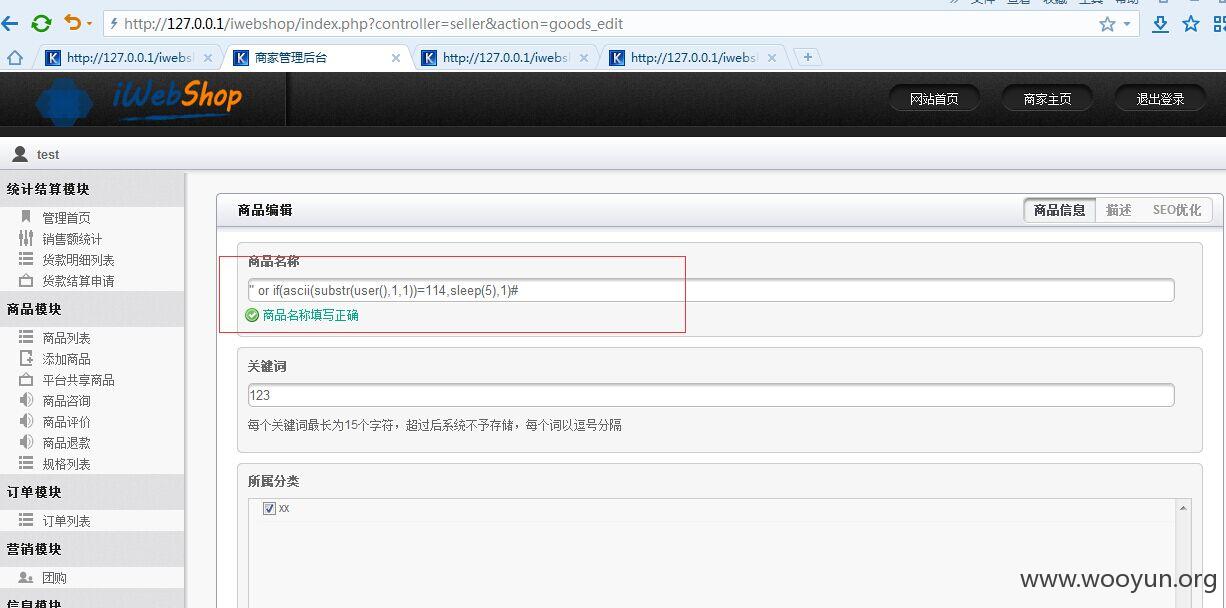 http://127.0.0.1/iwebshop/index.php?controller=seller&action=goods_edit
http://127.0.0.1/iwebsl
商家管理后台
http://127.0.0.1/iwebsl
http://127.0.0.1/iwebsl
iWebShop
网站首页
商家主页
退出登录
test
统计结算模块
管理首页
销售额统计
货款明细列表
货款结算申请
商品模块
商品列表
添加商品
平台共享商品
商品咨询
商品评价
商品退款
规格列表
订单模块
订单列表
营销模块
团购
信息模块
商品编辑
商品信息 描述 SEO优化
商品名称
" or if(ascii(substr(user(),1,1))=114,sleep(5),1)#
商品名称填写正确
关键词
123
每个关键词最长为15个字符，超过后系统不予存储，每个词以逗号分隔
所属分类
xx
www.wooyun.org